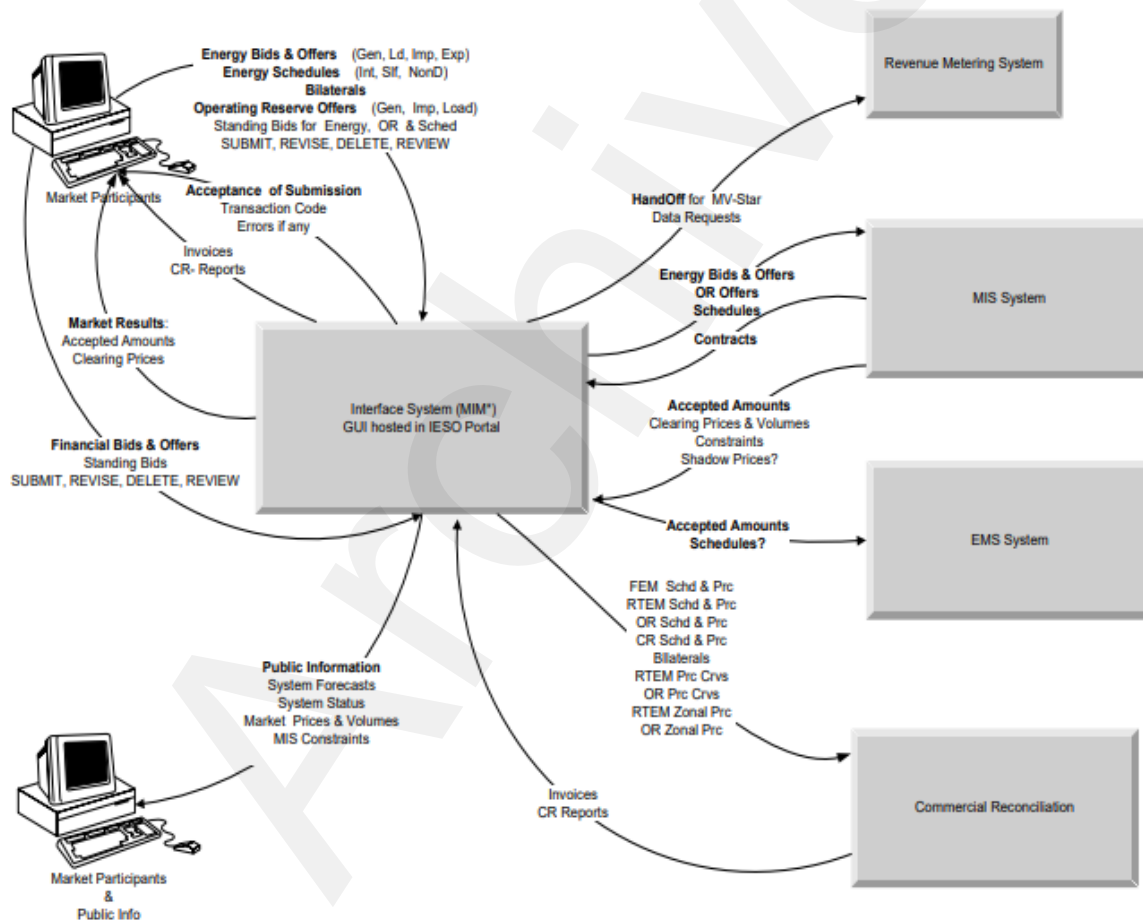 Energy Bids & Offers (Gen, Ld, Imp, Exp)
Energy Schedules (Int, Slf, NonD)
Bilaterals
Operating Reserve Offers (Gen, Imp, Load)
Standing Bids for Energy, OR & Sched
SUBMIT, REVISE, DELETE, REVIEW
Revenue Metering System
Market Participants
Acceptance of Submission
Transaction Code
Errors if any
HandOff for MV-Star
Data Requests
Invoices
CR- Reports
Energy Bids & Offers
OR Offers
Schedules
MIS System
Contracts
Market Results:
Accepted Amounts
Clearing Prices
Interface System (MIM*)
GUI hosted in IESO Portal
Accepted Amounts
Clearing Prices & Volumes
Constraints
Shadow Prices?
Financial Bids & Offers
Standing Bids
SUBMIT, REVISE, DELETE, REVIEW
Accepted Amounts
Schedules?
EMS System
FEM Schd & Prc
RTEM Schd & Prc
OR Schd & Prc
CR Schd & Prc
Bilaterals
RTEM Prc Crvs
OR Prc Crvs
RTEM Zonal Prc
OR Zonal Prc
Public Information
System Forecasts
System Status
Market Prices & Volumes
MIS Constraints
Invoices
CR Reports
Commercial Reconciliation
Market Participants
&
Public Info
Archive